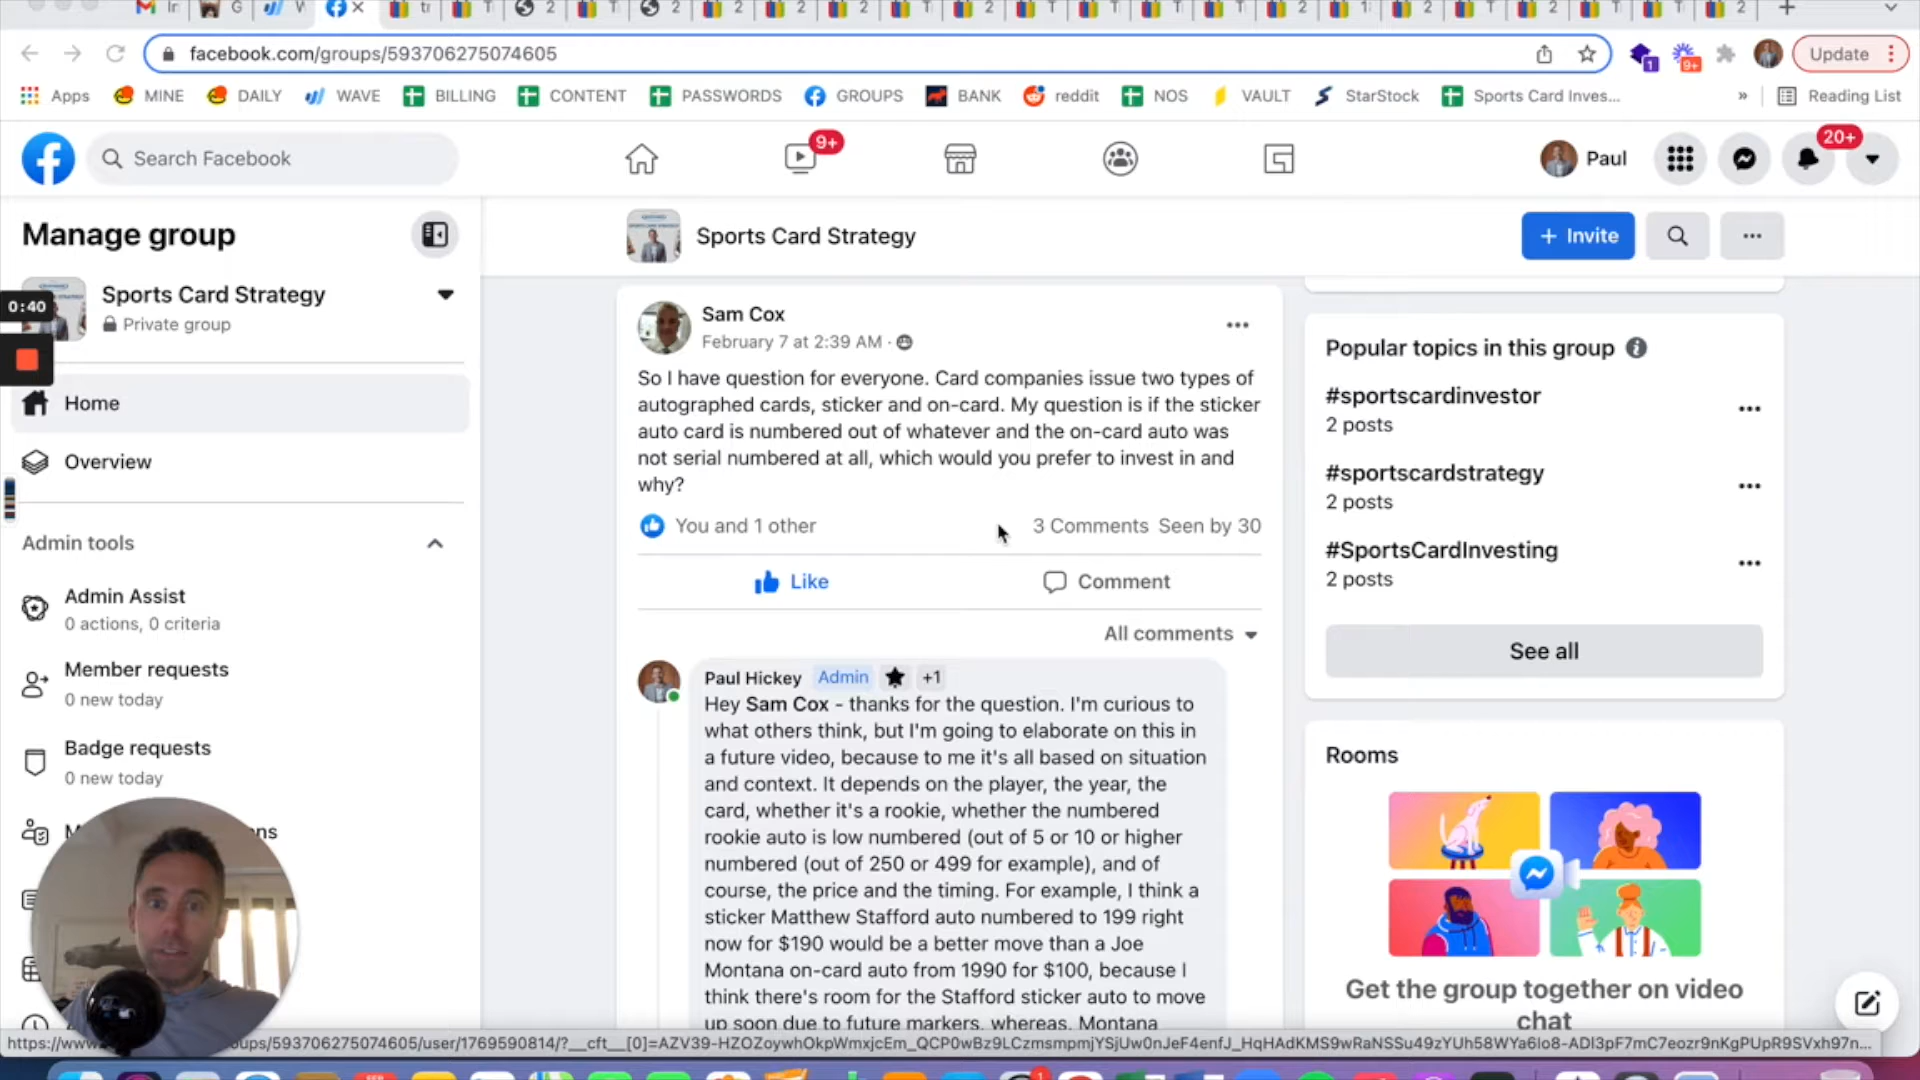 facebook.com/groups/593706275074605
Update
Apps MINE DAILY WAVE BILLING CONTENT PASSWORDS GROUPS BANK reddit NOS VAULT StarStock Sports Card Inves... » Reading List
Search Facebook
9+
Paul
20+
Manage group
Sports Card Strategy
+ Invite
Sports Card Strategy
Private group
0:40
Home
Overview
Admin tools
Admin Assist
0 actions, 0 criteria
Member requests
0 new today
Badge requests
0 new today
Sam Cox
February 7 at 2:39 AM ·
So I have question for everyone. Card companies issue two types of
autographed cards, sticker and on-card. My question is if the sticker
auto card is numbered out of whatever and the on-card auto was
not serial numbered at all, which would you prefer to invest in and
why?
You and 1 other
3 Comments Seen by 30
Like
Comment
All comments
Paul Hickey Admin +1
Hey Sam Cox - thanks for the question. I'm curious to
what others think, but I'm going to elaborate on this in
a future video, because to me it's all based on situation
and context. It depends on the player, the year, the
card, whether it's a rookie, whether the numbered
rookie auto is low numbered (out of 5 or 10 or higher
numbered (out of 250 or 499 for example), and of
course, the price and the timing. For example, I think a
sticker Matthew Stafford auto numbered to 199 right
now for $190 would be a better move than a Joe
Montana on-card auto from 1990 for $100, because I
think there's room for the Stafford sticker auto to move
up soon due to future markers, whereas, Montana
Popular topics in this group
#sportscardinvestor
2 posts
#sportscardstrategy
2 posts
#SportsCardInvesting
2 posts
See all
Rooms
Get the group together on video
chat